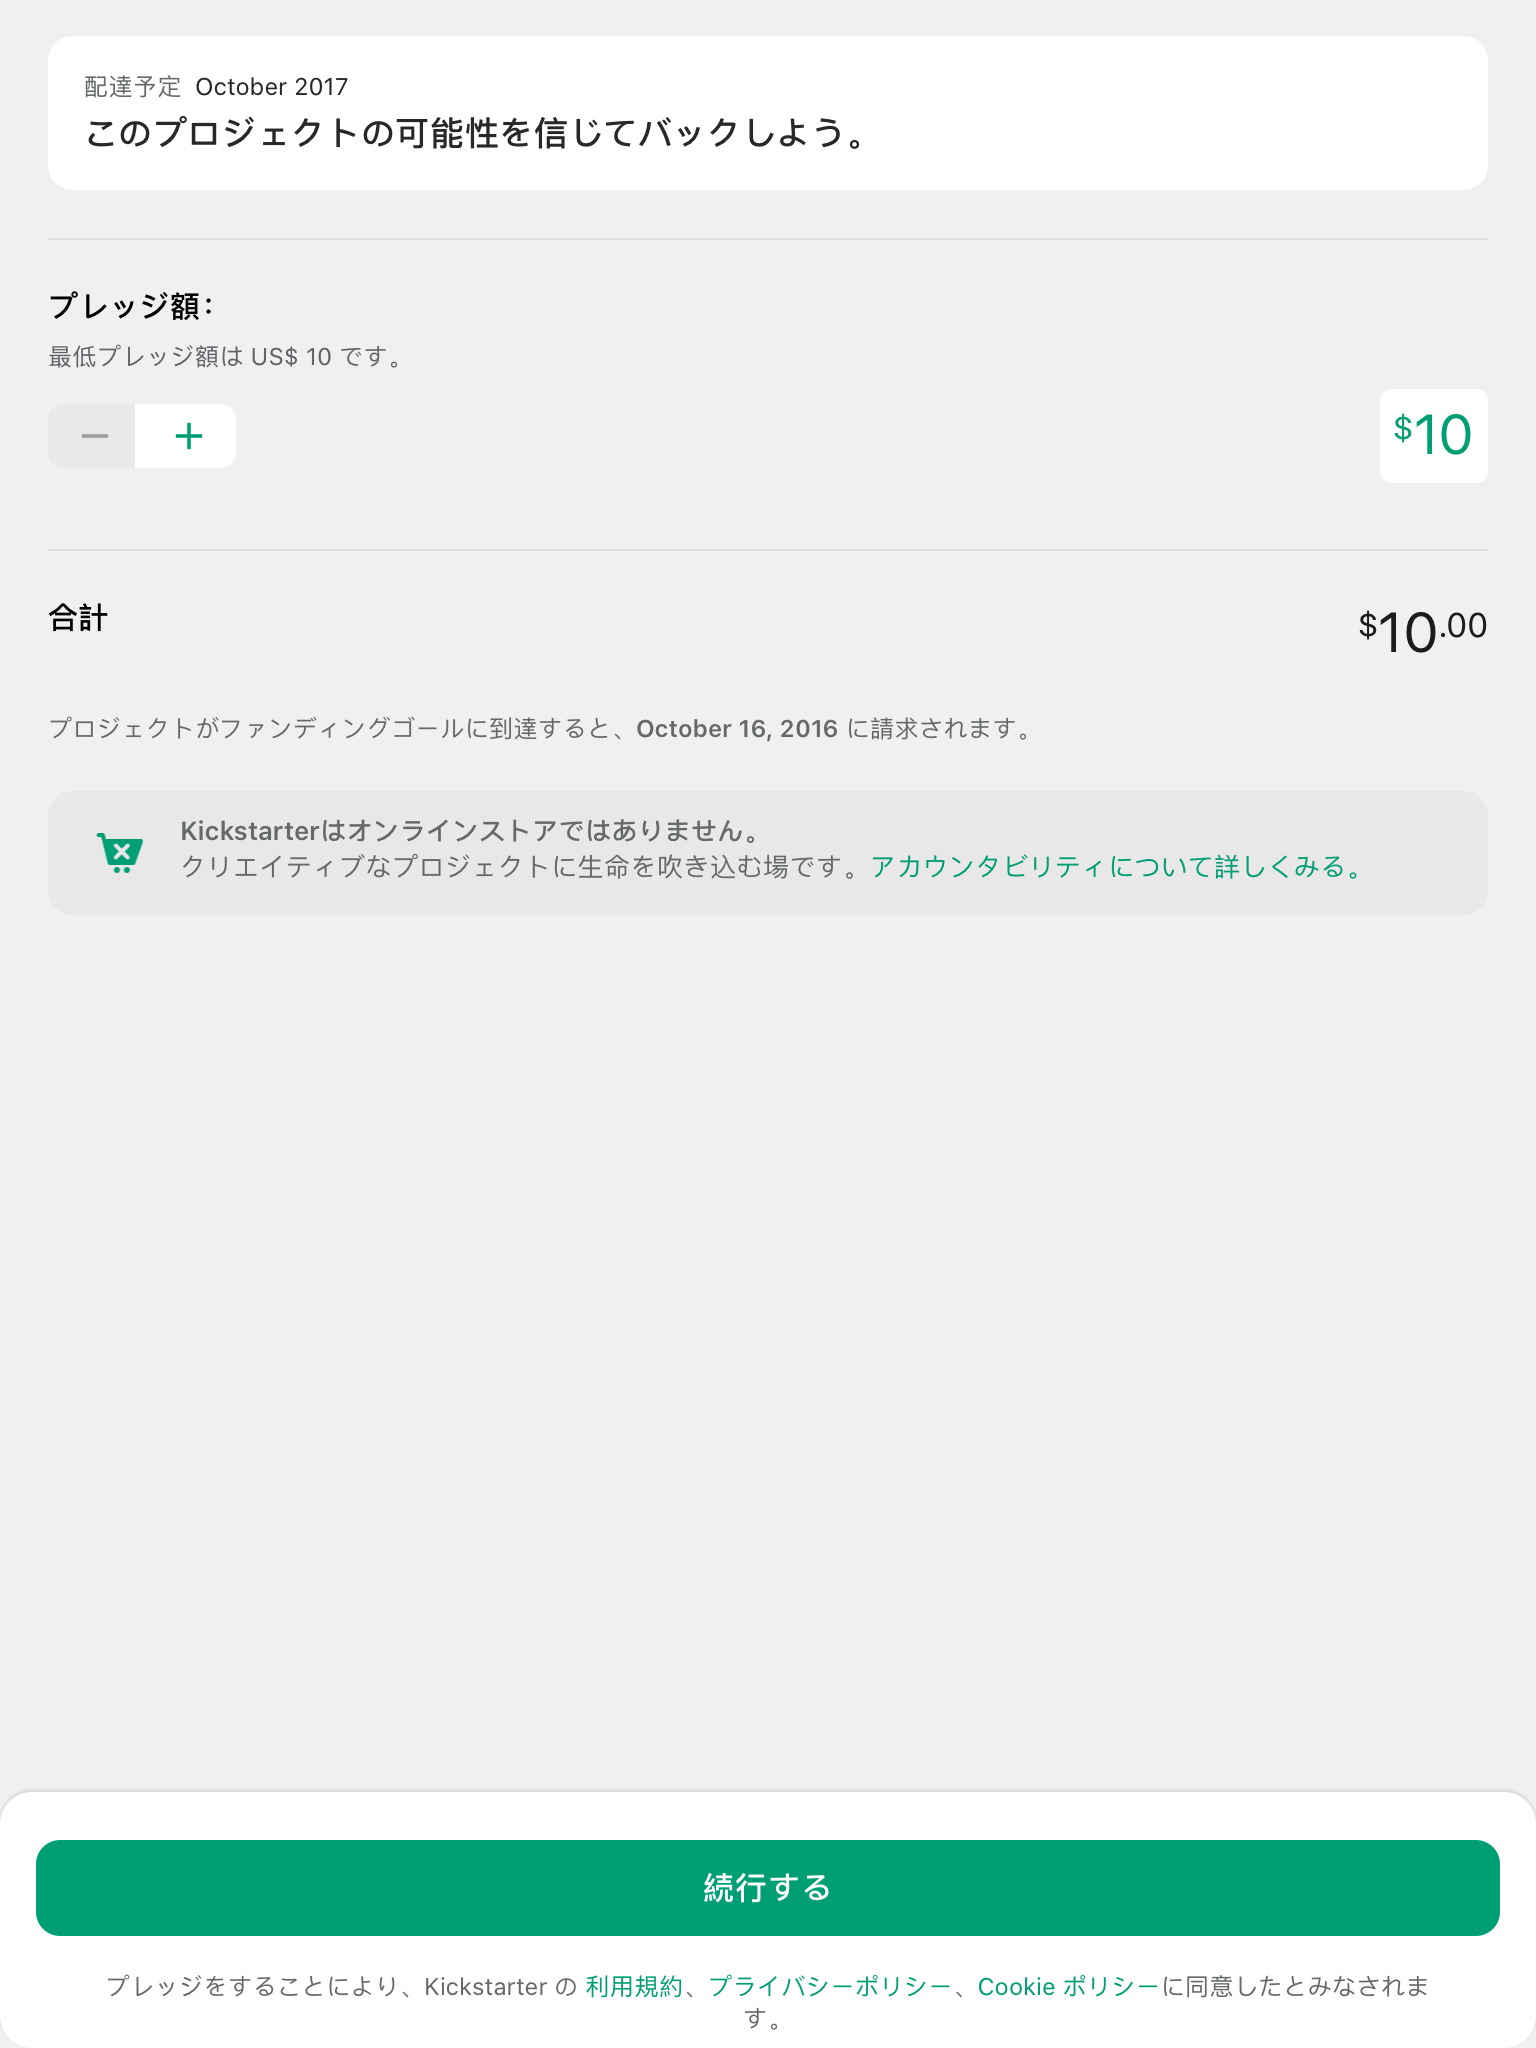 配達予定 October 2017
このプロジェクトの可能性を信じてバックしよう。
プレッジ額：
最低プレッジ額は US$ 10 です。
$10
合計
$10.00
プロジェクトがファンディングゴールに到達すると、October 16, 2016 に請求されます。
Kickstarterはオンラインストアではありません。
クリエイティブなプロジェクトに生命を吹き込む場です。アカウンタビリティについて詳しくみる。
続行する
プレッジをすることにより、Kickstarter の 利用規約、プライバシーポリシー、Cookie ポリシーに同意したとみなされま
す。